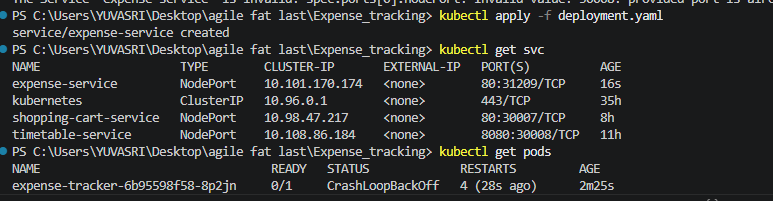 The Service "expense-service" is invalid: spec.ports[0].nodePort: Invalid value: 30008: provided port is alr
PS C:\Users\YUVASRI\Desktop\agile fat last\Expense_tracking> kubectl apply -f deployment.yaml
service/expense-service created
PS C:\Users\YUVASRI\Desktop\agile fat last\Expense_tracking> kubectl get svc
NAME TYPE CLUSTER-IP EXTERNAL-IP PORT(S) AGE
expense-service NodePort 10.101.170.174 <none> 80:31209/TCP 16s
kubernetes ClusterIP 10.96.0.1 <none> 443/TCP 35h
shopping-cart-service NodePort 10.98.47.217 <none> 80:30007/TCP 8h
timetable-service NodePort 10.108.86.184 <none> 8080:30008/TCP 11h
PS C:\Users\YUVASRI\Desktop\agile fat last\Expense_tracking> kubectl get pods
NAME READY STATUS RESTARTS AGE
expense-tracker-6b95598f58-8p2jn 0/1 CrashLoopBackOff 4 (28s ago) 2m25s